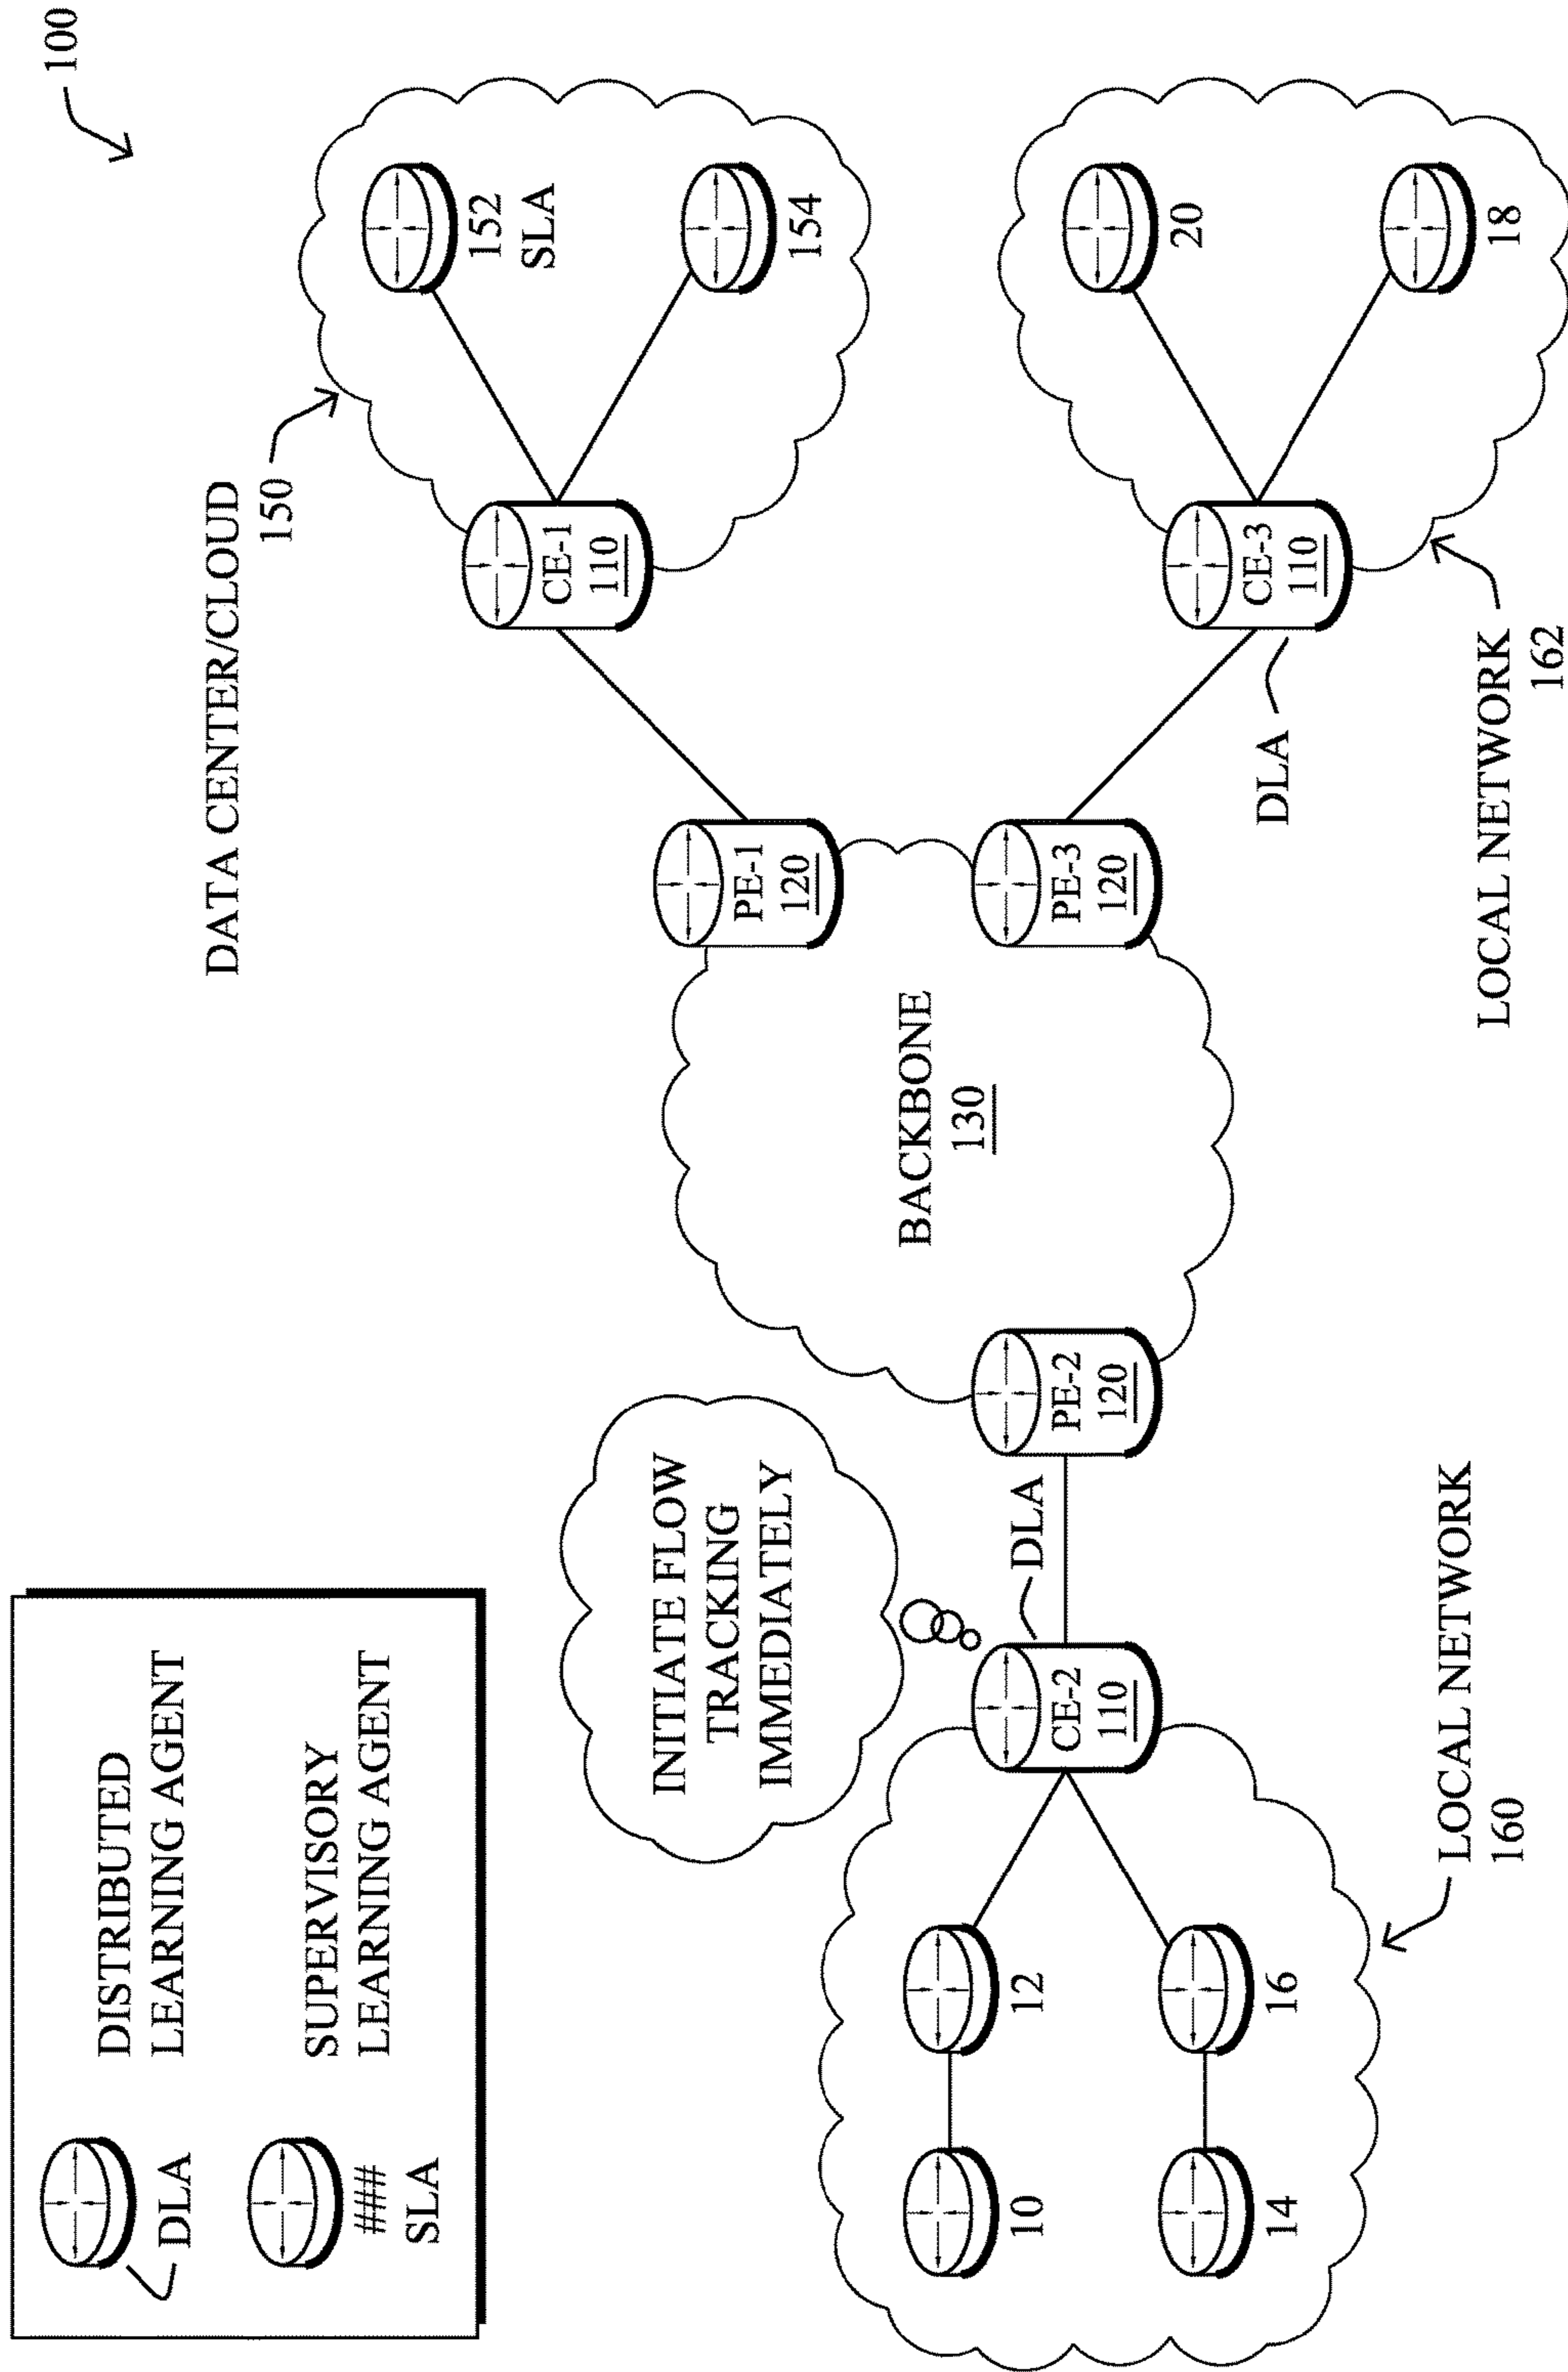 100
DISTRIBUTED
LEARNING AGENT
DLA
SUPERVISORY
LEARNING AGENT
###
SLA
DATA CENTER/CLOUD
150
152
SLA
154
CE-1
110
PE-1
120
INITIATE FLOW
TRACKING
IMMEDIATELY
BACKBONE
130
10
12
14
16
CE-2
110
DLA
PE-2
120
PE-3
120
CE-3
110
DLA
20
18
LOCAL NETWORK
160
LOCAL NETWORK
162